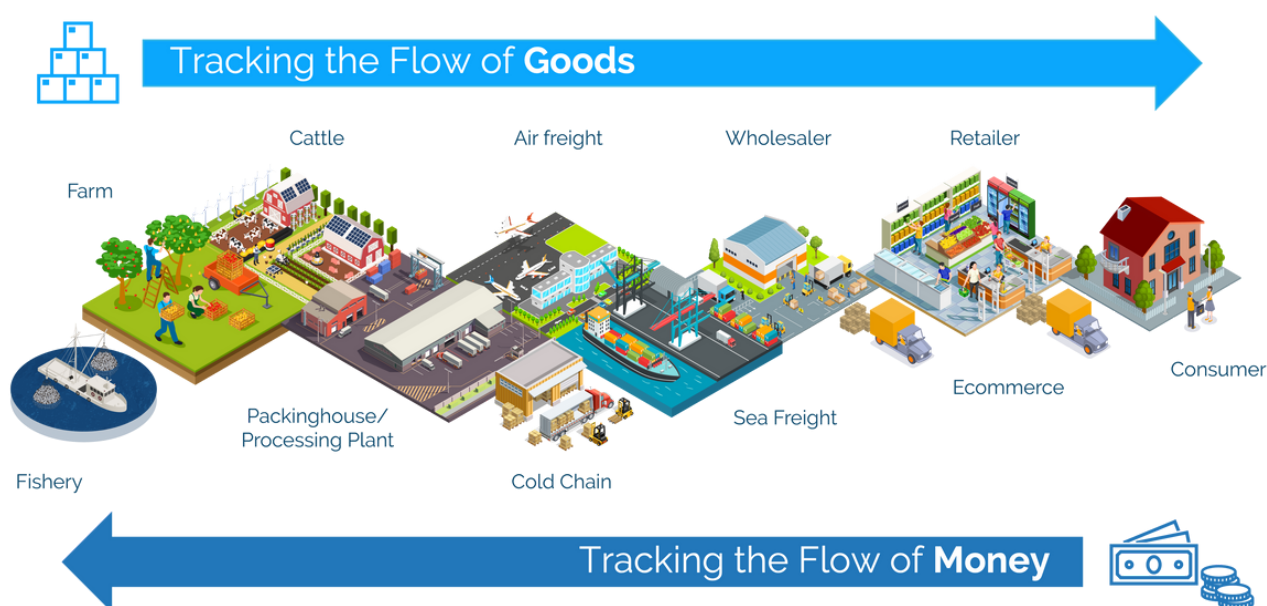 Tracking the Flow of Goods
Cattle
Air freight
Wholesaler
Retailer
Farm
Consumer
Ecommerce
Packinghouse/
Processing Plant
Sea Freight
Fishery
Cold Chain
Tracking the Flow of Money